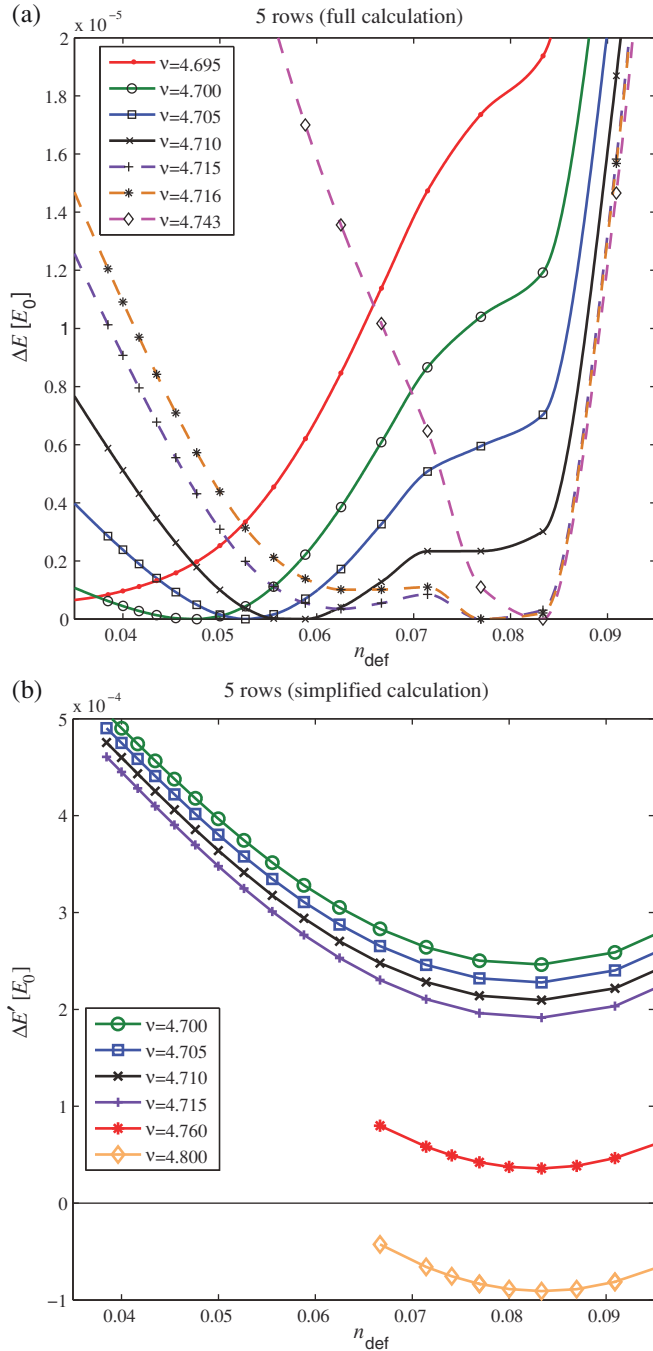 (a)
5 rows (full calculation)
x 10⁻⁵
2
1.8
1.6
1.4
1.2
1
0.8
0.6
0.4
0.2
0
ΔE [E₀]
ν=4.695
ν=4.700
ν=4.705
ν=4.710
ν=4.715
ν=4.716
ν=4.743
0.04 0.05 0.06 0.07 0.08 0.09
n_def
(b)
5 rows (simplified calculation)
x 10⁻⁴
5
4
3
2
1
0
−1
ΔE′ [E₀]
ν=4.700
ν=4.705
ν=4.710
ν=4.715
ν=4.760
ν=4.800
0.04 0.05 0.06 0.07 0.08 0.09
n_def